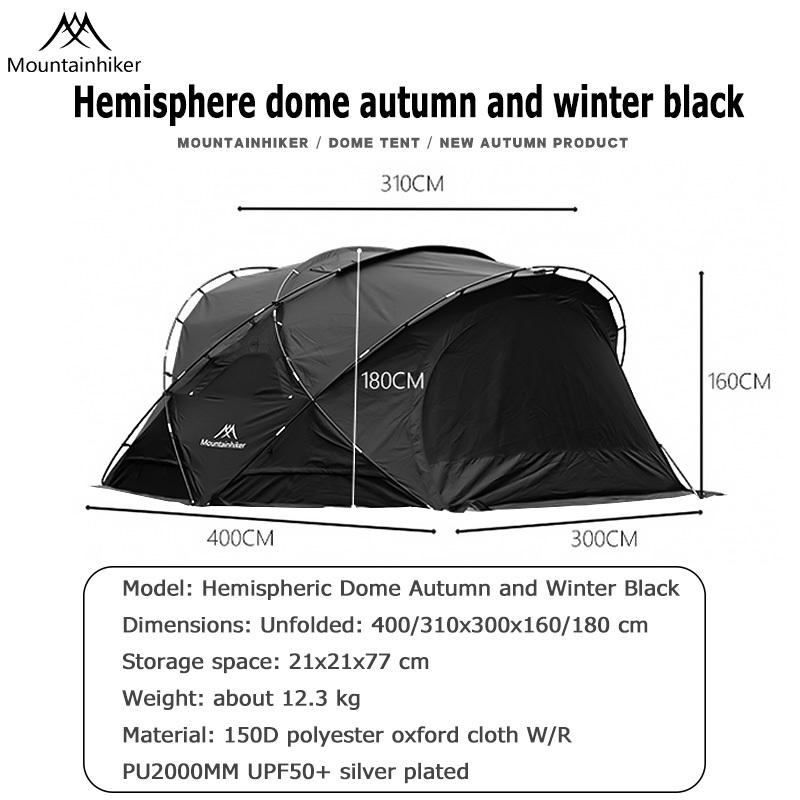 Mountainhiker
Hemisphere dome autumn and winter black
MOUNTAINHIKER / DOME TENT / NEW AUTUMN PRODUCT
310CM
180CM
160CM
Mountainhiker
400CM
300CM
Model: Hemispheric Dome Autumn and Winter Black
Dimensions: Unfolded: 400/310x300x160/180 cm
Storage space: 21x21x77 cm
Weight: about 12.3 kg
Material: 150D polyester oxford cloth W/R
PU2000MM UPF50+ silver plated